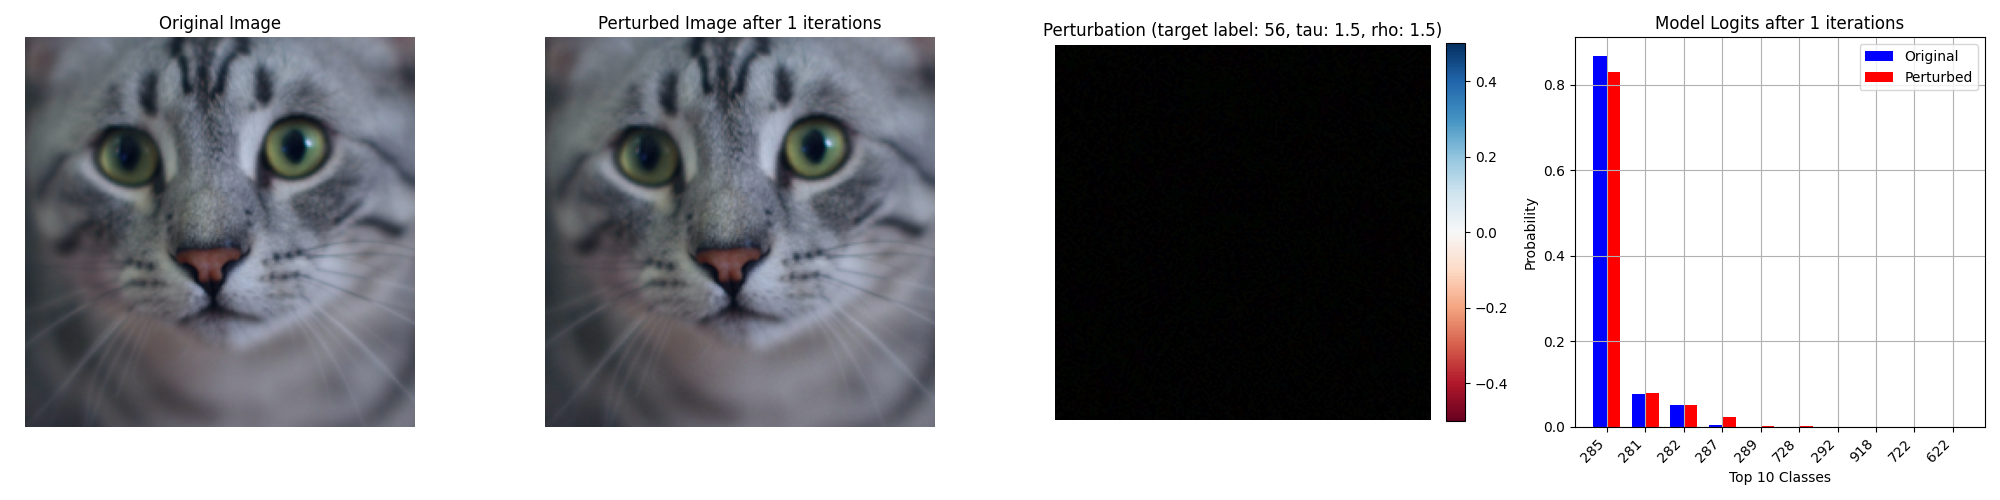 Original Image
Perturbed Image after 1 iterations
Perturbation (target label: 56, tau: 1.5, rho: 1.5)
0.4
0.2
0.0
−0.2
−0.4
Model Logits after 1 iterations
Original
Perturbed
Probability
0.8
0.6
0.4
0.2
0.0
285
281
282
287
289
728
292
918
722
622
Top 10 Classes